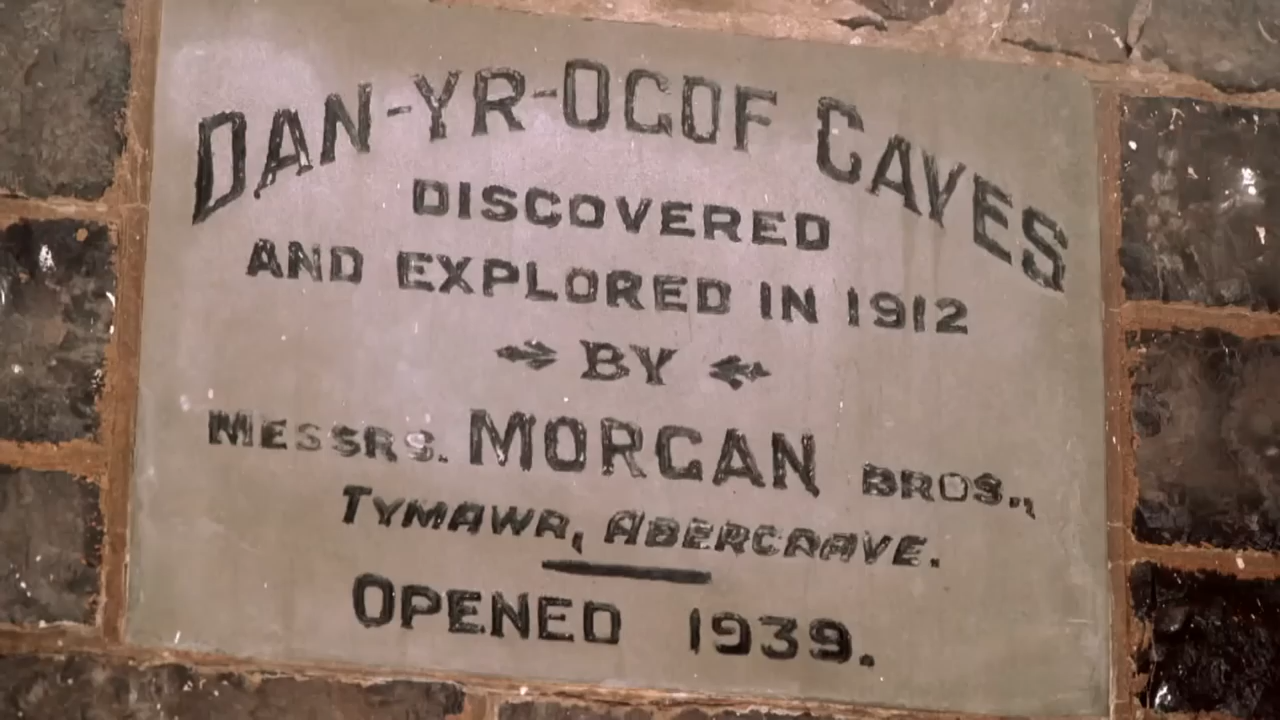 DAN-YR-OGOF CAVES
DISCOVERED
AND EXPLORED IN 1912
BY
MESSRS. MORGAN BROS.,
TYMAWR, ABERCRAVE.
OPENED 1939.